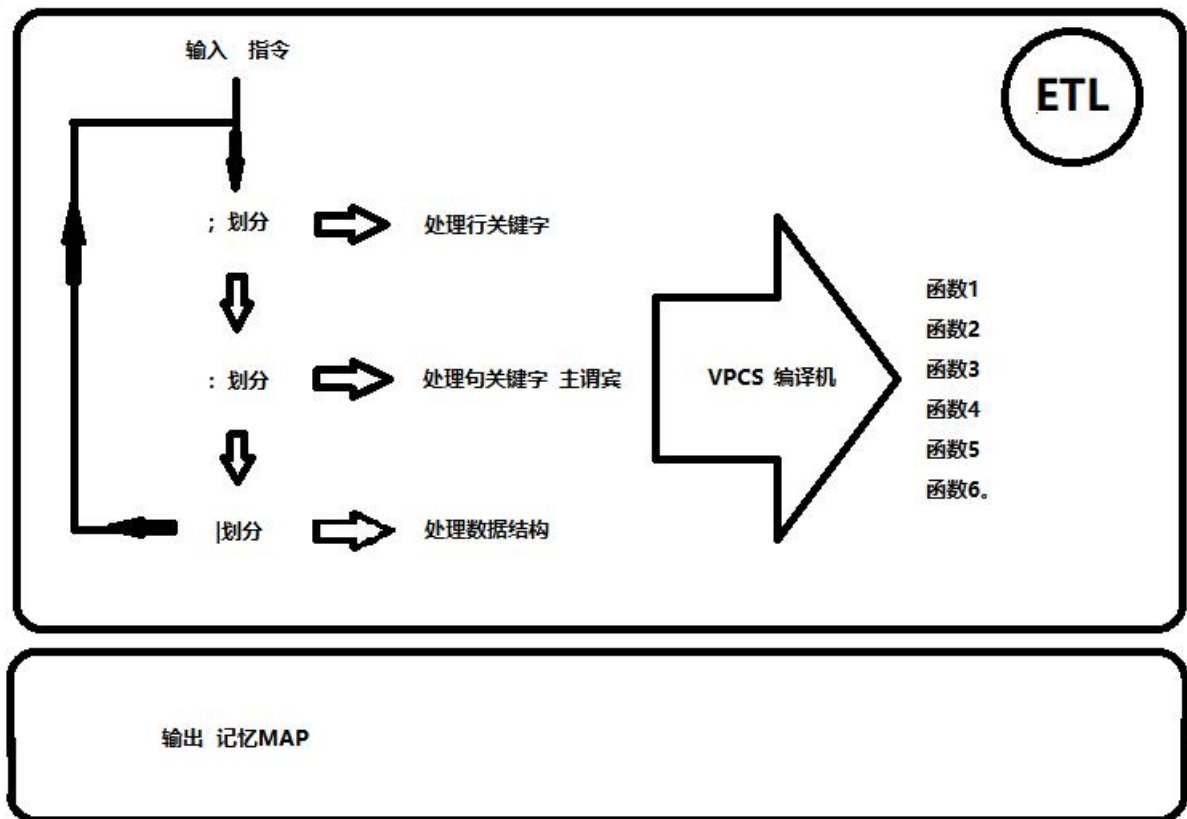 输入 指令
ETL
; 划分
处理行关键字
: 划分
处理句关键字 主谓宾
|划分
处理数据结构
VPCS 编译机
函数1
函数2
函数3
函数4
函数5
函数6。
输出 记忆MAP